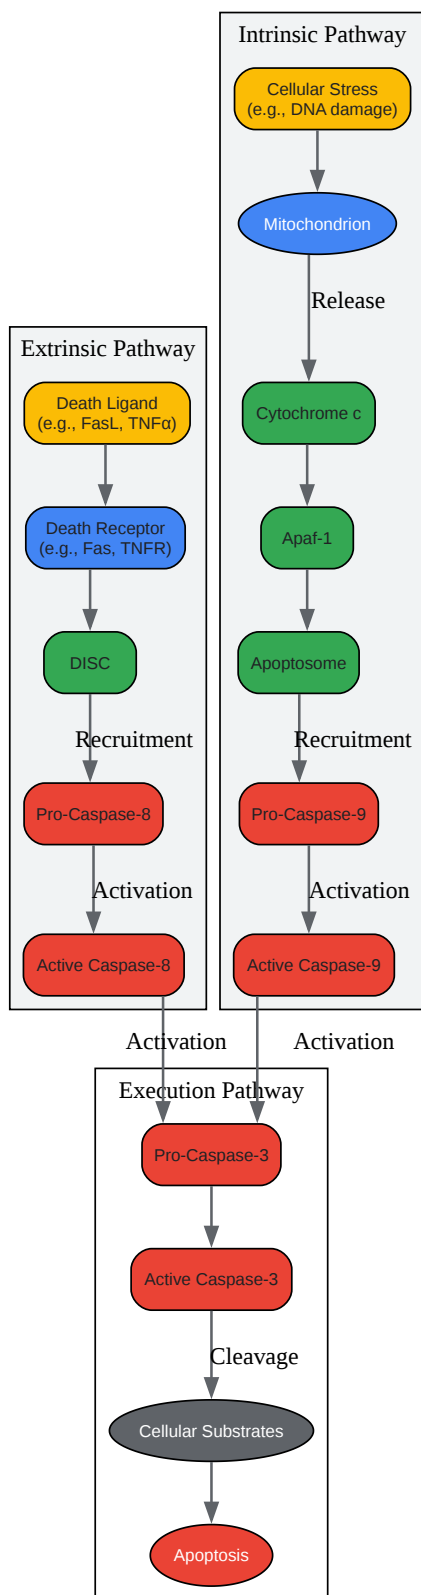 Intrinsic Pathway
Cellular Stress
(e.g., DNA damage)
Mitochondrion
Release
Cytochrome c
Apaf-1
Apoptosome
Recruitment
Pro-Caspase-9
Activation
Active Caspase-9
Activation
Extrinsic Pathway
Death Ligand
(e.g., FasL, TNFα)
Death Receptor
(e.g., Fas, TNFR)
DISC
Recruitment
Pro-Caspase-8
Activation
Active Caspase-8
Activation
Execution Pathway
Pro-Caspase-3
Active Caspase-3
Cleavage
Cellular Substrates
Apoptosis